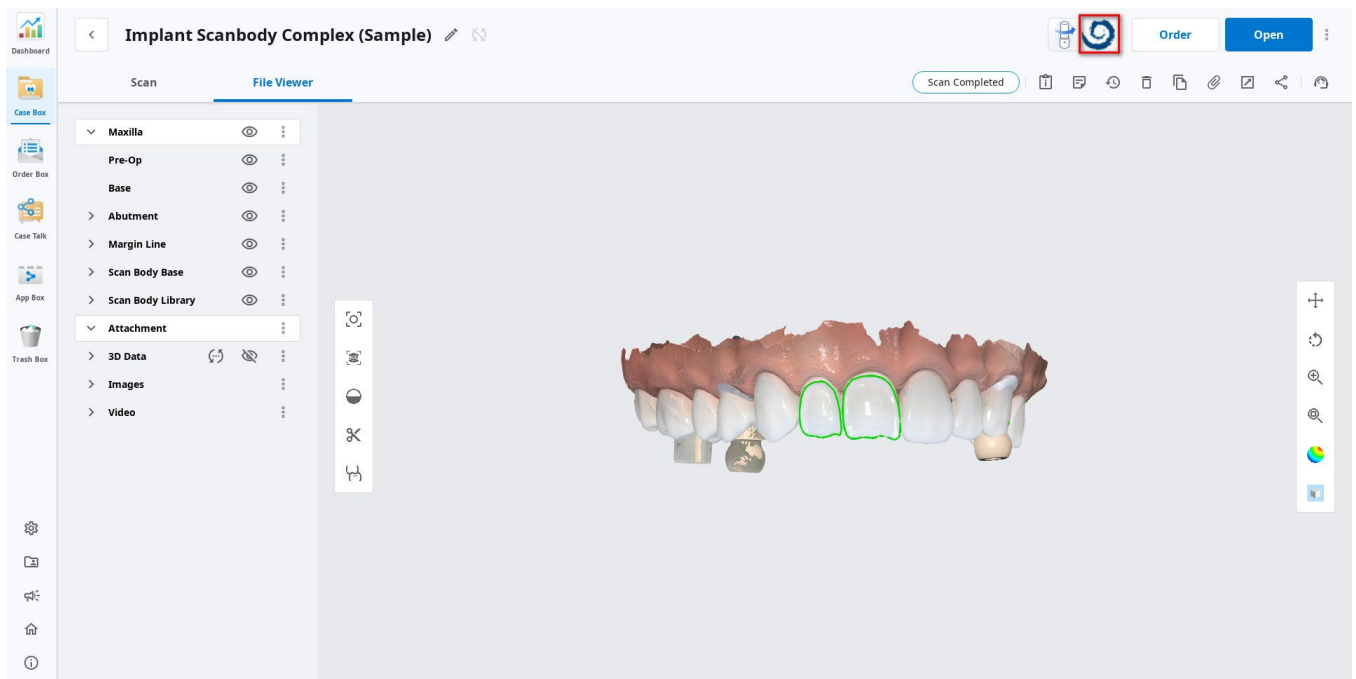 Dashboard
Case Box
Order Box
Case Talk
App Box
Trash Box
Implant Scanbody Complex (Sample)
Order
Open
Scan
File Viewer
Scan Completed
Maxilla
Pre-Op
Base
Abutment
Margin Line
Scan Body Base
Scan Body Library
Attachment
3D Data
Images
Video